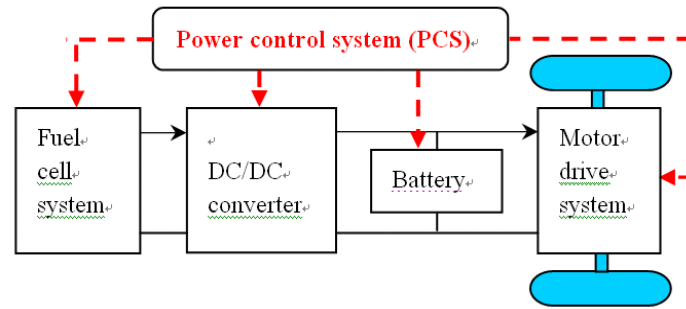 Power control system (PCS)
Fuel
cell
system
DC/DC
converter
Battery
Motor
drive
system